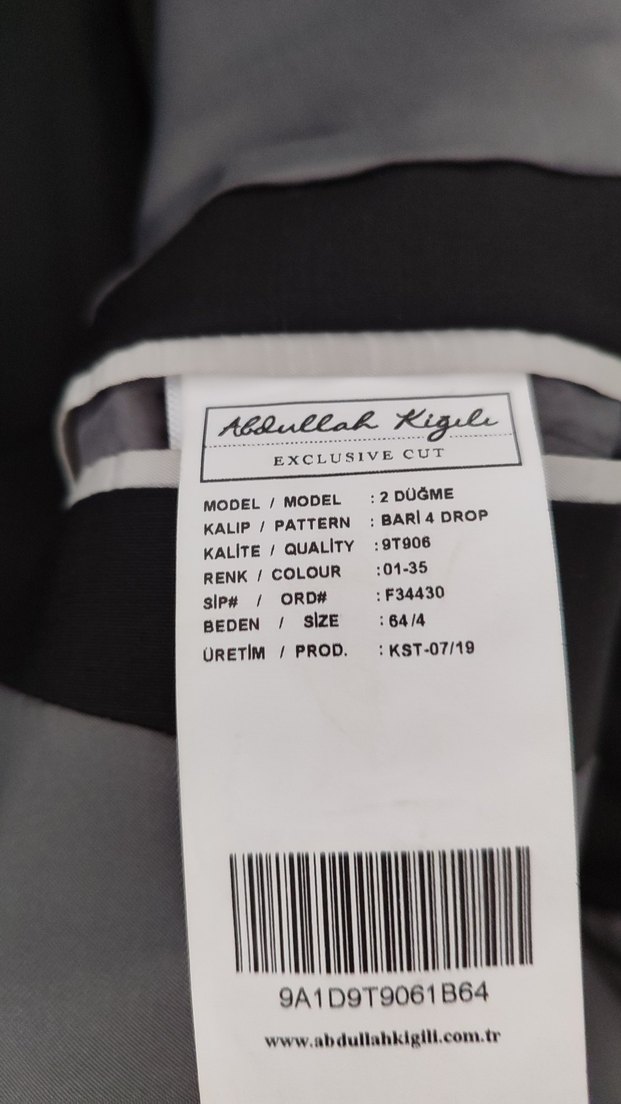 Abdullah Kiğılı
EXCLUSIVE CUT
MODEL / MODEL : 2 DÜĞME
KALIP / PATTERN : BARİ 4 DROP
KALİTE / QUALİTY : 9T906
RENK / COLOUR : 01-35
SİP# / ORD# : F34430
BEDEN / SİZE : 64/4
ÜRETİM / PROD. : KST-07/19
9A1D9T9061B64
www.abdullahkigili.com.tr